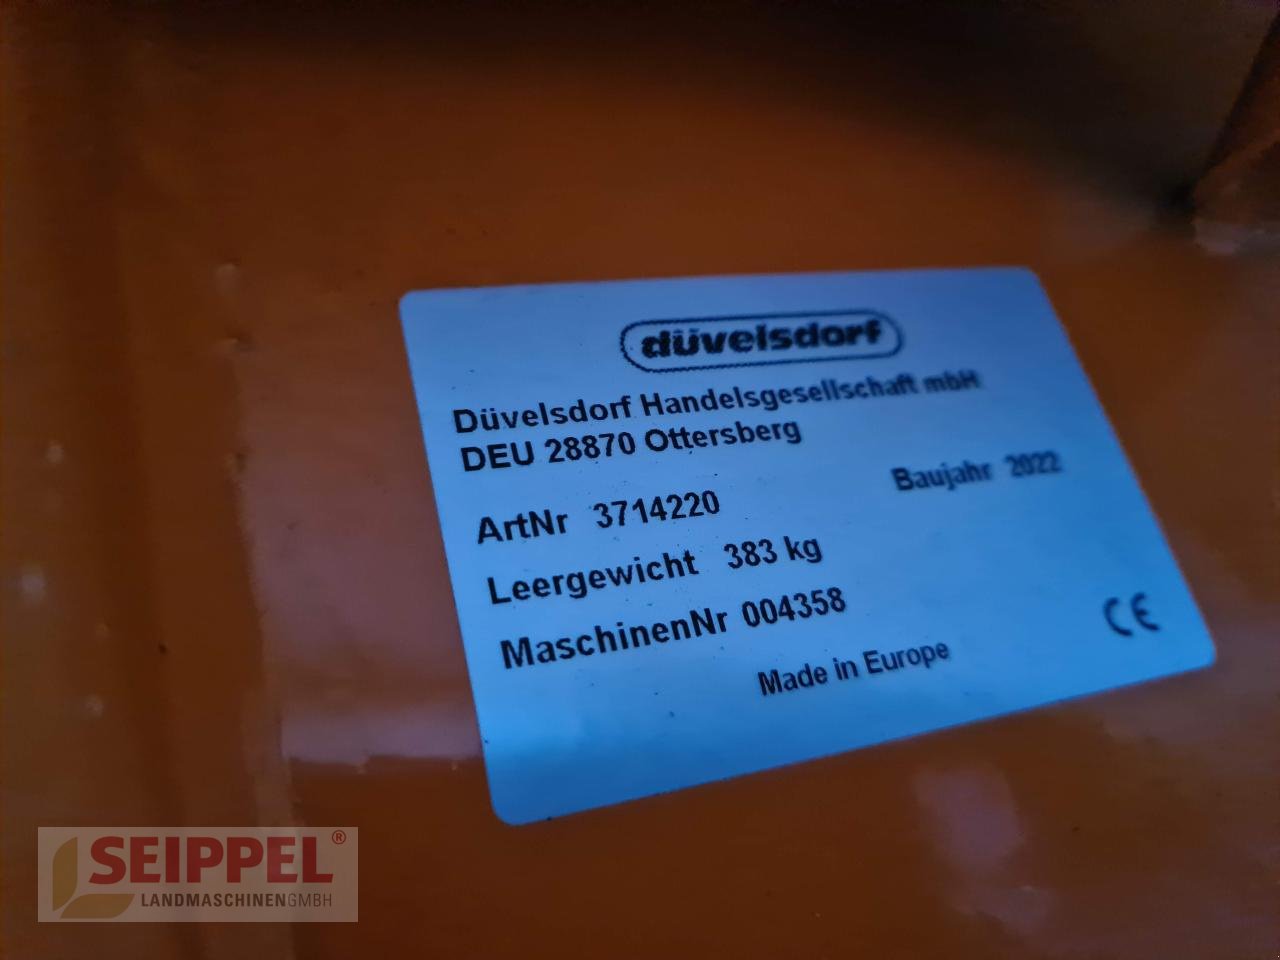 düvelsdorf
Düvelsdorf Handelsgesellschaft mbH
DEU 28870 Ottersberg
Baujahr 2022
ArtNr 3714220
Leergewicht 383 kg
MaschinenNr 004358
Made in Europe
CE
SEIPPEL®
LANDMASCHINENGMBH